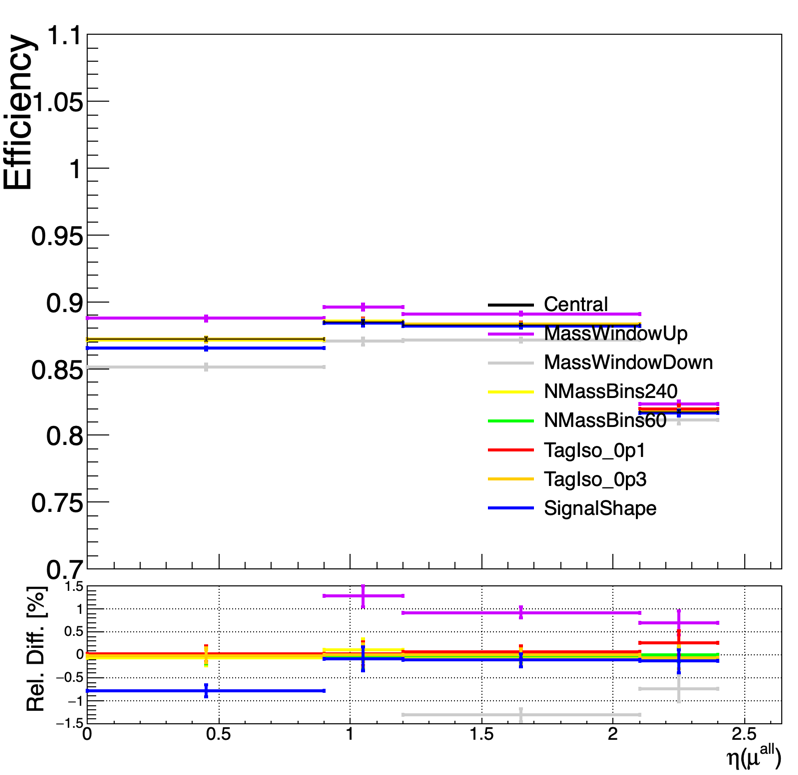 Efficiency
1.1
1.05
1
0.95
0.9
0.85
0.8
0.75
0.7
Central
MassWindowUp
MassWindowDown
NMassBins240
NMassBins60
TagIso_0p1
TagIso_0p3
SignalShape
Rel. Diff. [%]
1.5
1
0.5
0
−0.5
−1
−1.5
0 0.5 1 1.5 2 2.5
η(μ^all)